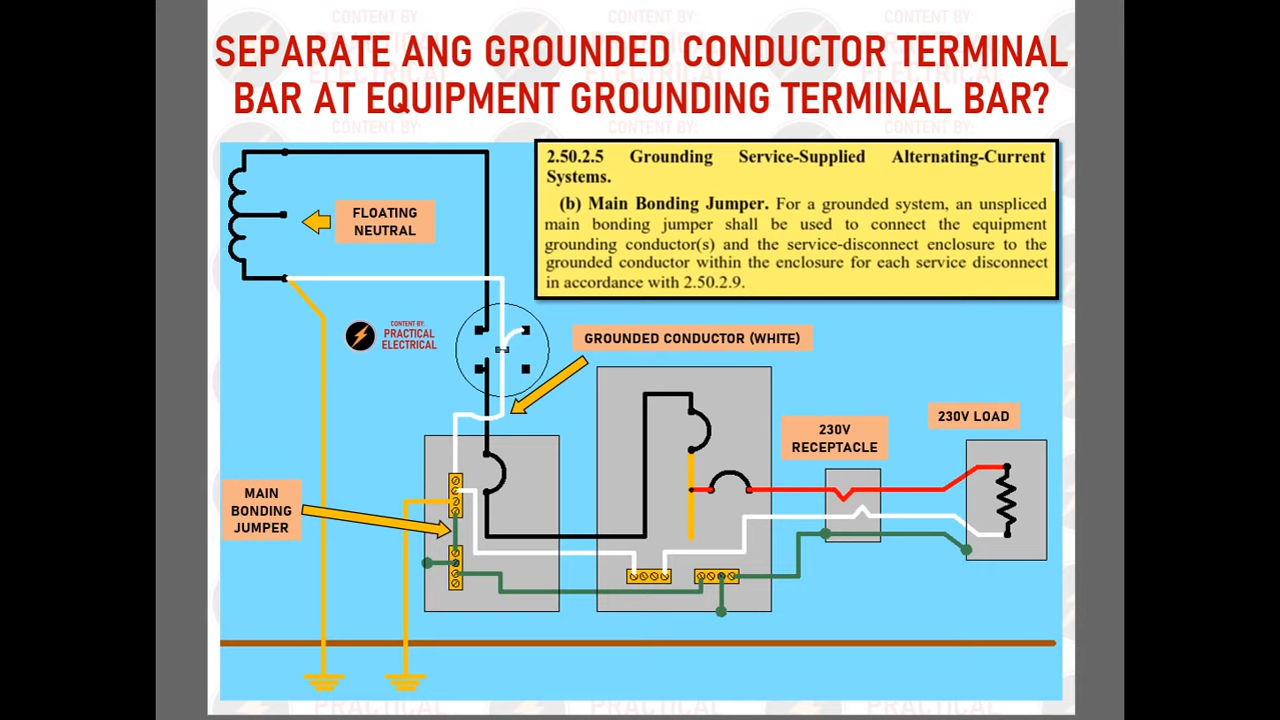 SEPARATE ANG GROUNDED CONDUCTOR TERMINAL
BAR AT EQUIPMENT GROUNDING TERMINAL BAR?
2.50.2.5 Grounding Service-Supplied Alternating-Current
Systems.
(b) Main Bonding Jumper. For a grounded system, an unspliced
main bonding jumper shall be used to connect the equipment
grounding conductor(s) and the service-disconnect enclosure to the
grounded conductor within the enclosure for each service disconnect
in accordance with 2.50.2.9.
FLOATING
NEUTRAL
CONTENT BY:
PRACTICAL
ELECTRICAL
GROUNDED CONDUCTOR (WHITE)
230V
RECEPTACLE
230V LOAD
MAIN
BONDING
JUMPER